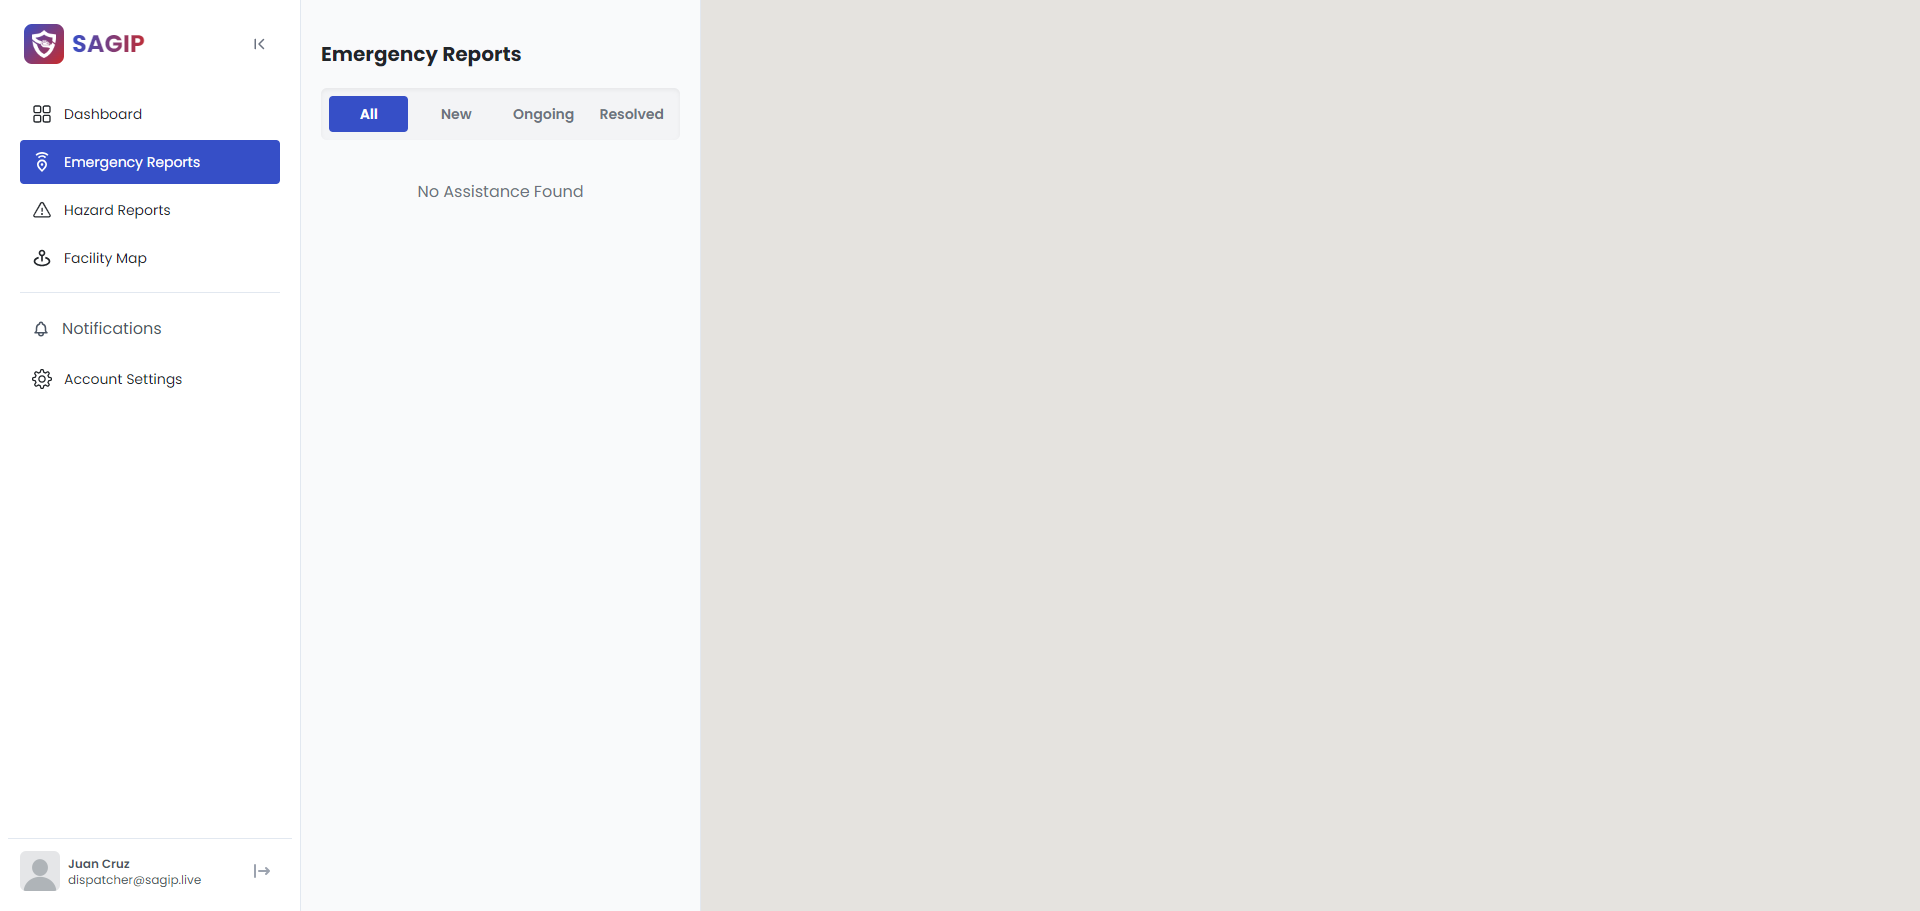 SAGIP
Dashboard
Emergency Reports
Hazard Reports
Facility Map
Notifications
Account Settings
Juan Cruz
dispatcher@sagip.live
Emergency Reports
All New Ongoing Resolved
No Assistance Found